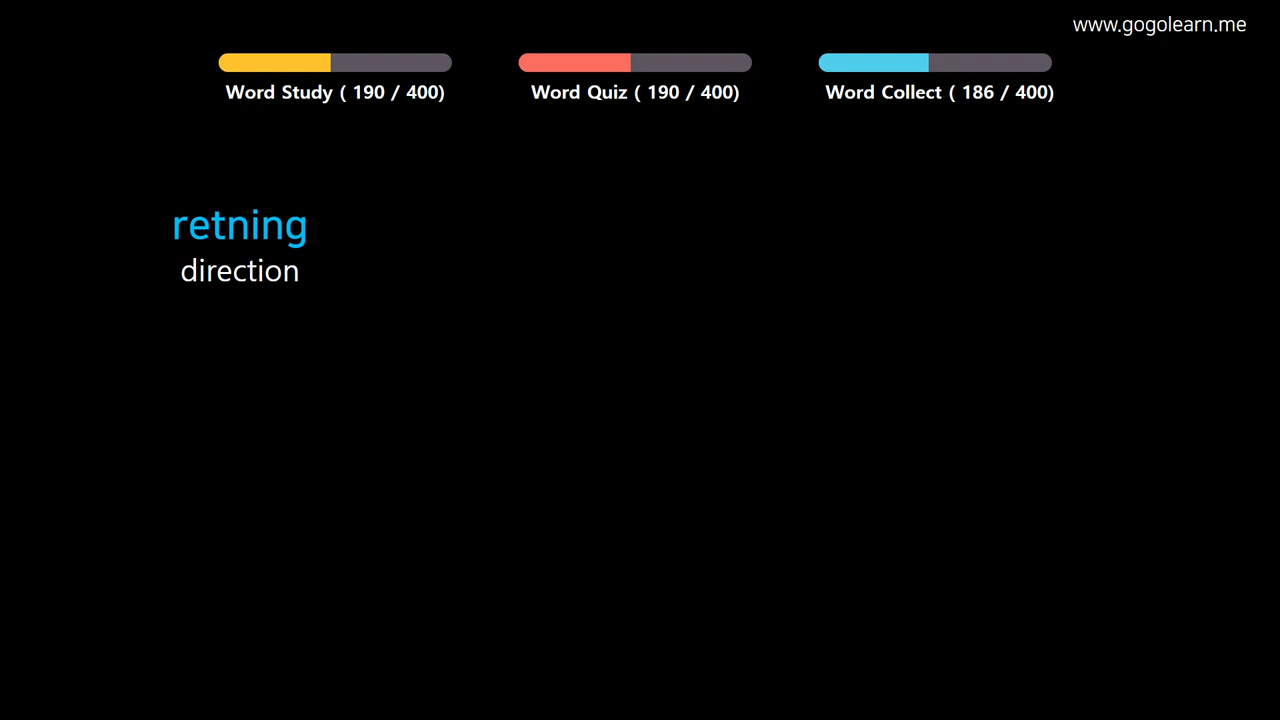 www.gogolearn.me
Word Study ( 190 / 400)
Word Quiz ( 190 / 400)
Word Collect ( 186 / 400)
retning
direction